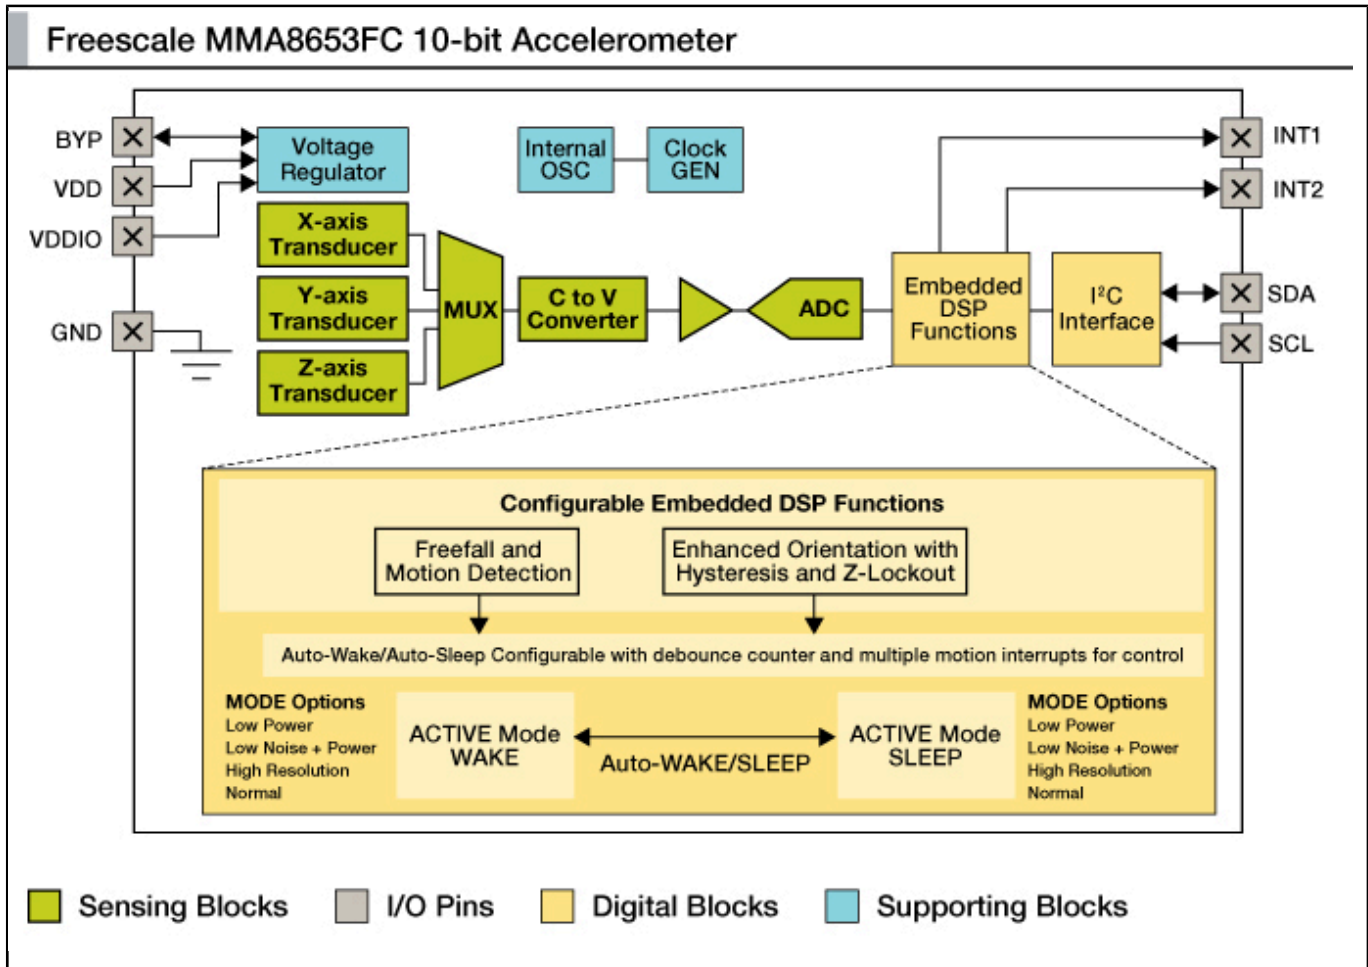 Freescale MMA8653FC 10-bit Accelerometer
BYP
VDD
VDDIO
GND
Voltage
Regulator
Internal
OSC
Clock
GEN
INT1
INT2
SDA
SCL
X-axis
Transducer
Y-axis
Transducer
Z-axis
Transducer
MUX
C to V
Converter
ADC
Embedded
DSP
Functions
I²C
Interface
Configurable Embedded DSP Functions
Freefall and
Motion Detection
Enhanced Orientation with
Hysteresis and Z-Lockout
Auto-Wake/Auto-Sleep Configurable with debounce counter and multiple motion interrupts for control
MODE Options
Low Power
Low Noise + Power
High Resolution
Normal
ACTIVE Mode
WAKE
Auto-WAKE/SLEEP
ACTIVE Mode
SLEEP
MODE Options
Low Power
Low Noise + Power
High Resolution
Normal
Sensing Blocks
I/O Pins
Digital Blocks
Supporting Blocks